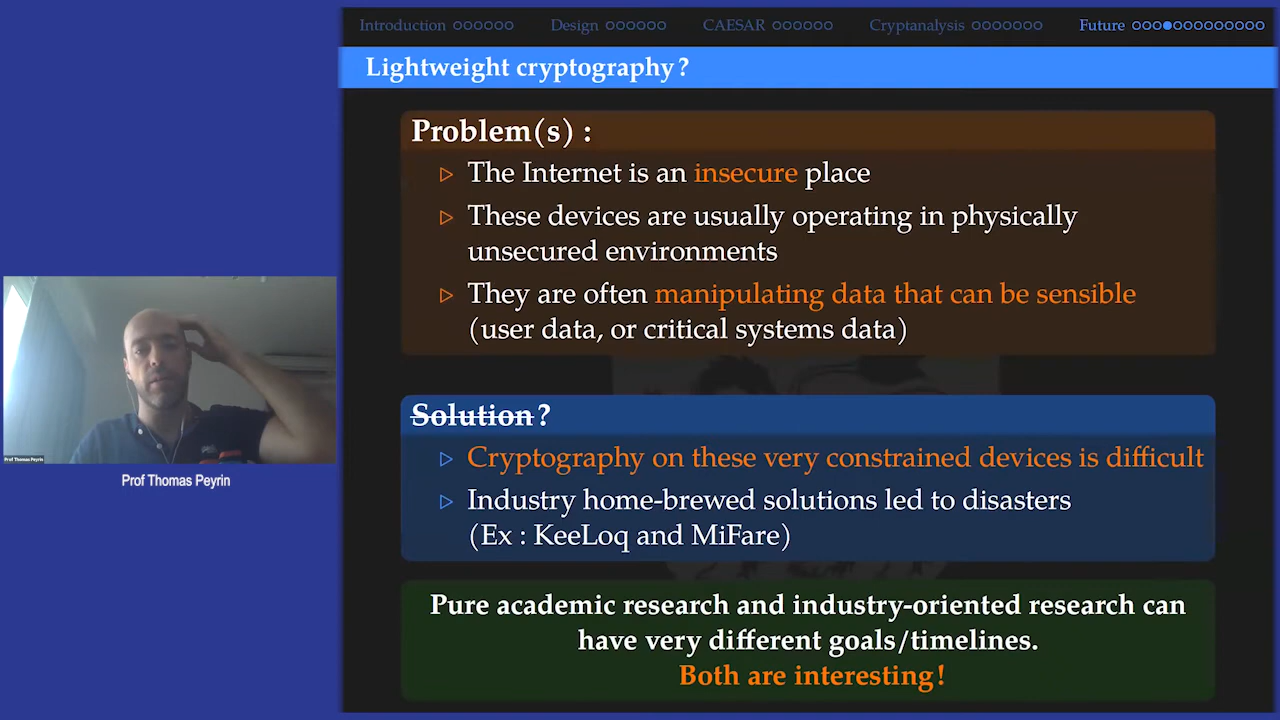 Introduction Design CAESAR Cryptanalysis Future
Lightweight cryptography?
Problem(s) :
The Internet is an insecure place
These devices are usually operating in physically
unsecured environments
They are often manipulating data that can be sensible
(user data, or critical systems data)
Solution?
Cryptography on these very constrained devices is difficult
Industry home-brewed solutions led to disasters
(Ex : KeeLoq and MiFare)
Pure academic research and industry-oriented research can
have very different goals/timelines.
Both are interesting!
Prof Thomas Peyrin
Prof Thomas Peyrin